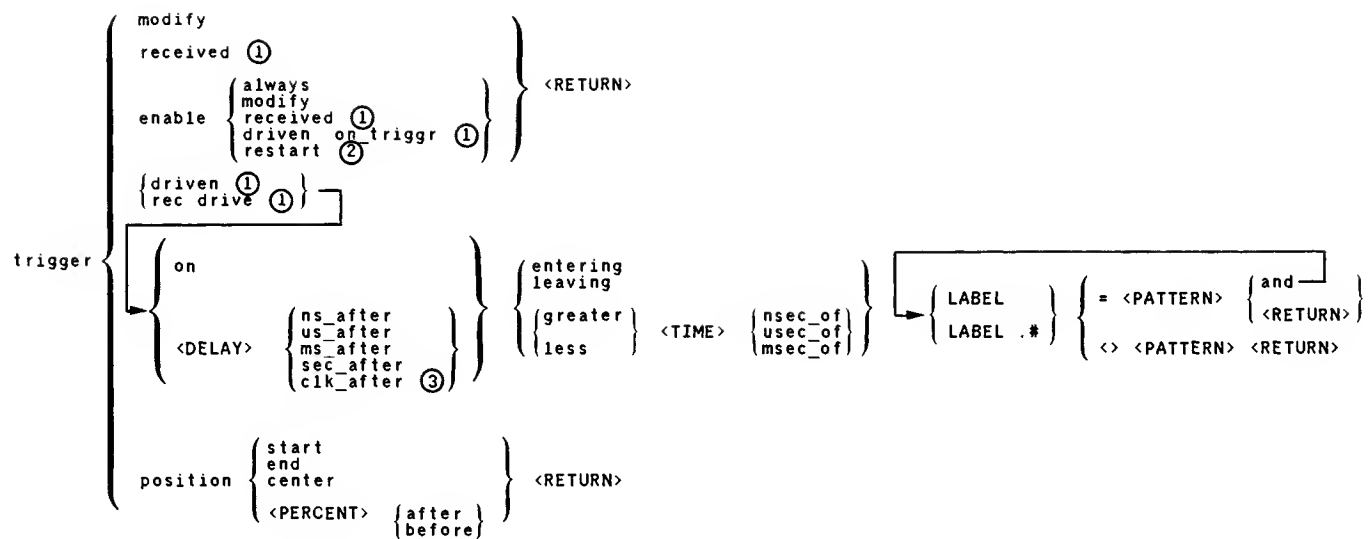 modify
received ①
enable always
modify
received ①
driven on_triggr ①
restart ②
<RETURN>
driven ①
rec drive ①
trigger
on
<DELAY> ns_after
us_after
ms_after
sec_after
clk_after ③
entering
leaving
greater
less
<TIME> nsec_of
usec_of
msec_of
LABEL
LABEL .#
= <PATTERN> and
<RETURN>
<> <PATTERN> <RETURN>
position start
end
center
<PERCENT> after
before
<RETURN>